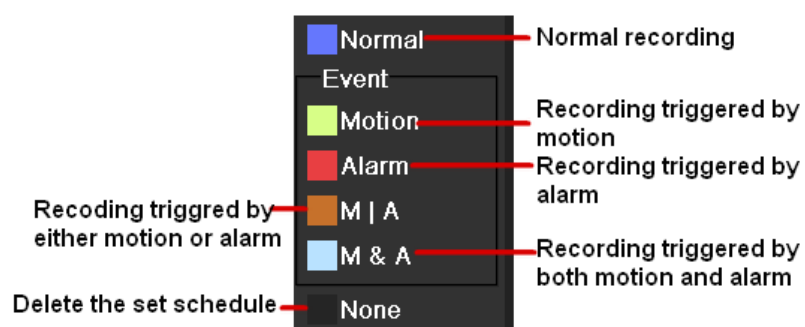 Normal
Normal recording
Event
Motion
Recording triggered by
motion
Alarm
Recording triggered by
alarm
Recoding triggred by
either motion or alarm
M | A
M & A
Recording triggered by
both motion and alarm
Delete the set schedule
None